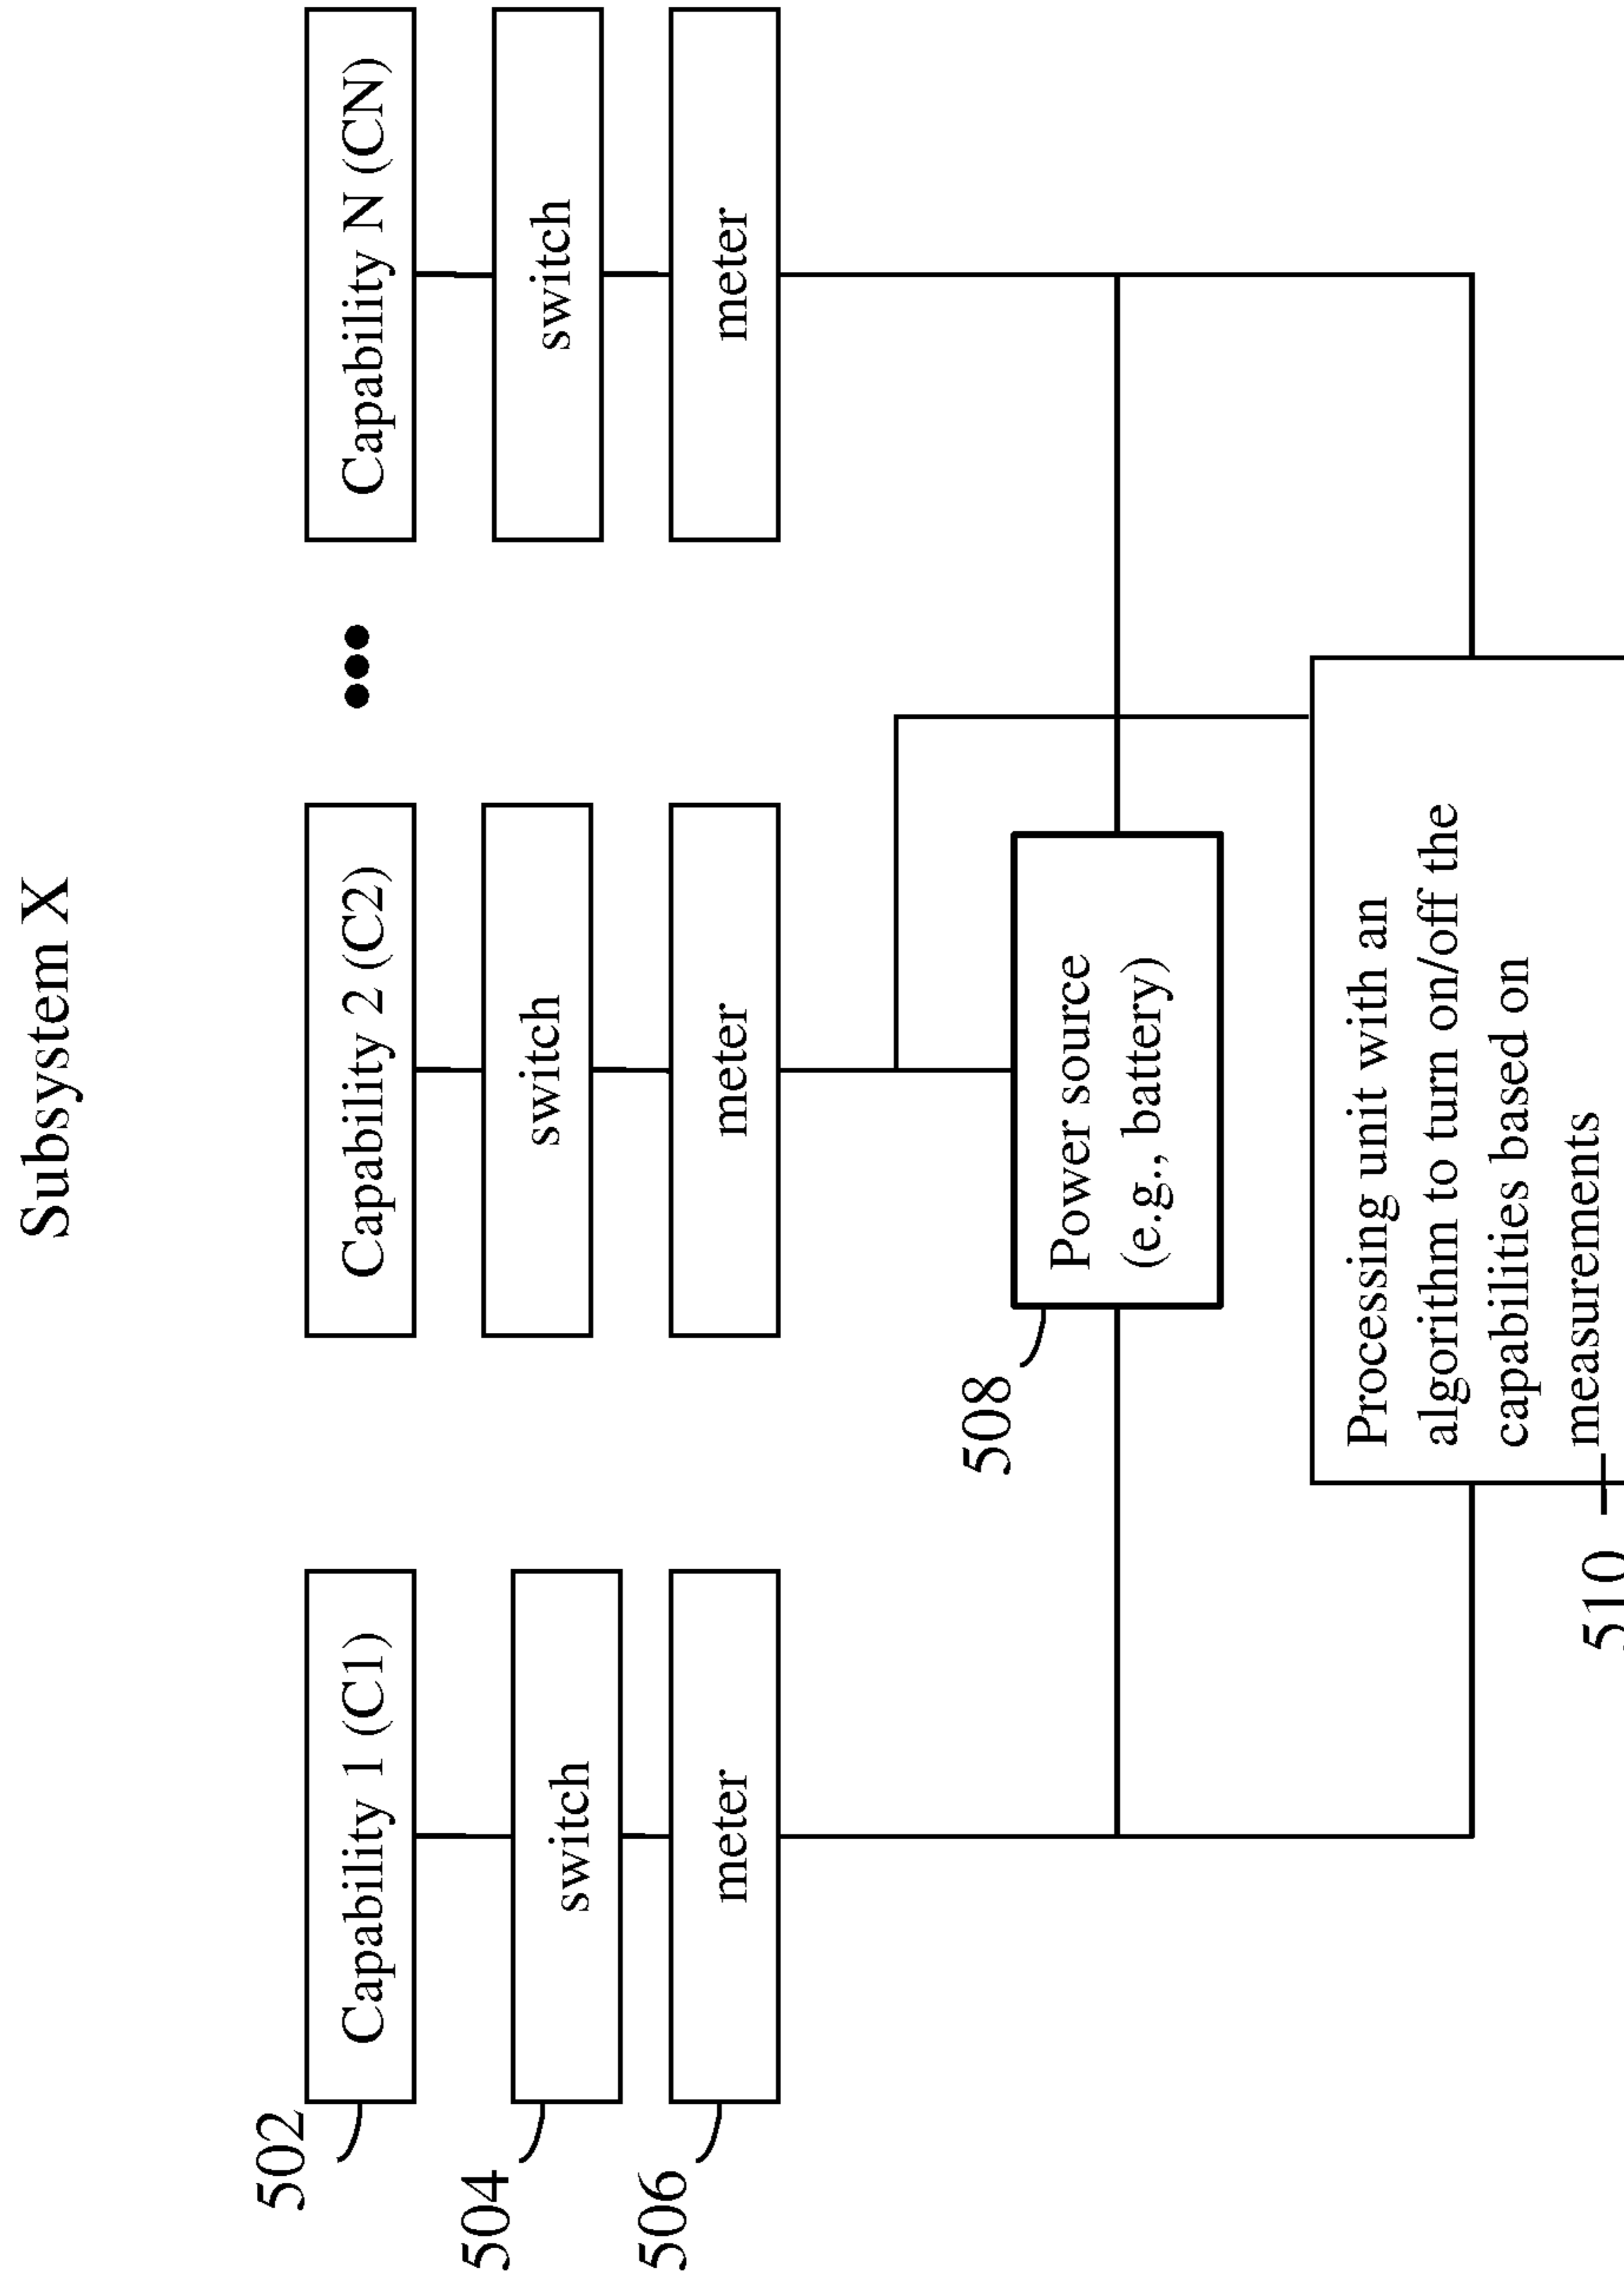 Subsystem X
502
Capability 1 (C1)
Capability 2 (C2)
Capability N (CN)
504
switch
switch
switch
506
meter
meter
meter
508
Power source
(e.g., battery)
Processing unit with an
algorithm to turn on/off the
capabilities based on
measurements
510